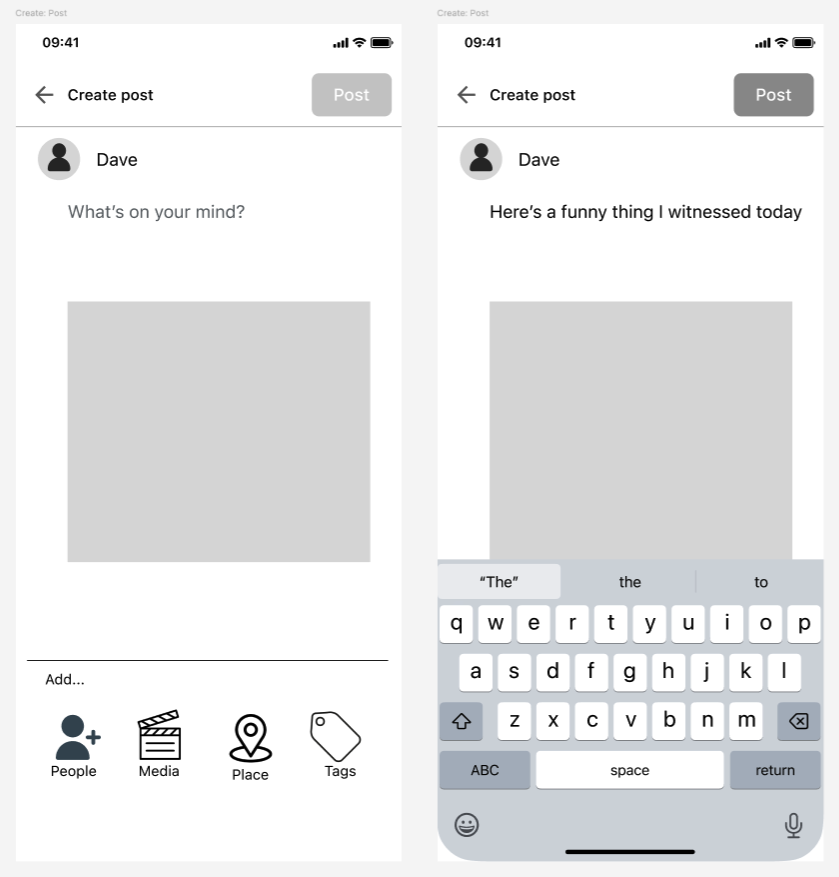 Create: Post
09:41
Create post
Post
Dave
What's on your mind?
Add...
People
Media
Place
Tags
Create: Post
09:41
Create post
Post
Dave
Here's a funny thing I witnessed today
“The” the to
q w e r t y u i o p
a s d f g h j k l
z x c v b n m
ABC space return